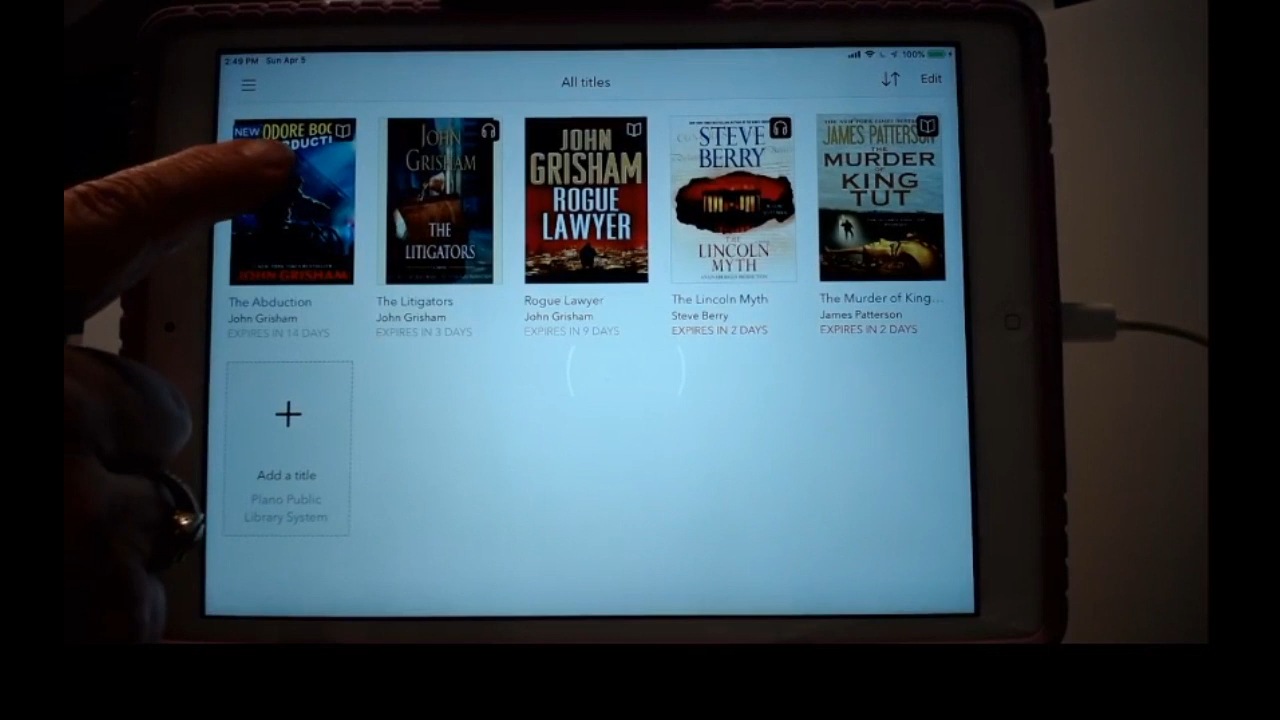 2:49 PM Sun Apr 5
100%
All titles
Edit
NEW
ODORE BOO
DUCTI
JOHN GRISHAM
JOHN
GRISHAM
THE
LITIGATORS
JOHN
GRISHAM
ROGUE
LAWYER
STEVE
BERRY
THE
LINCOLN
MYTH
JAMES PATTERSON
THE
MURDER
OF
KING
TUT
The Abduction
John Grisham
EXPIRES IN 14 DAYS
The Litigators
John Grisham
EXPIRES IN 3 DAYS
Rogue Lawyer
John Grisham
EXPIRES IN 9 DAYS
The Lincoln Myth
Steve Berry
EXPIRES IN 2 DAYS
The Murder of King...
James Patterson
EXPIRES IN 2 DAYS
Add a title
Plano Public
Library System